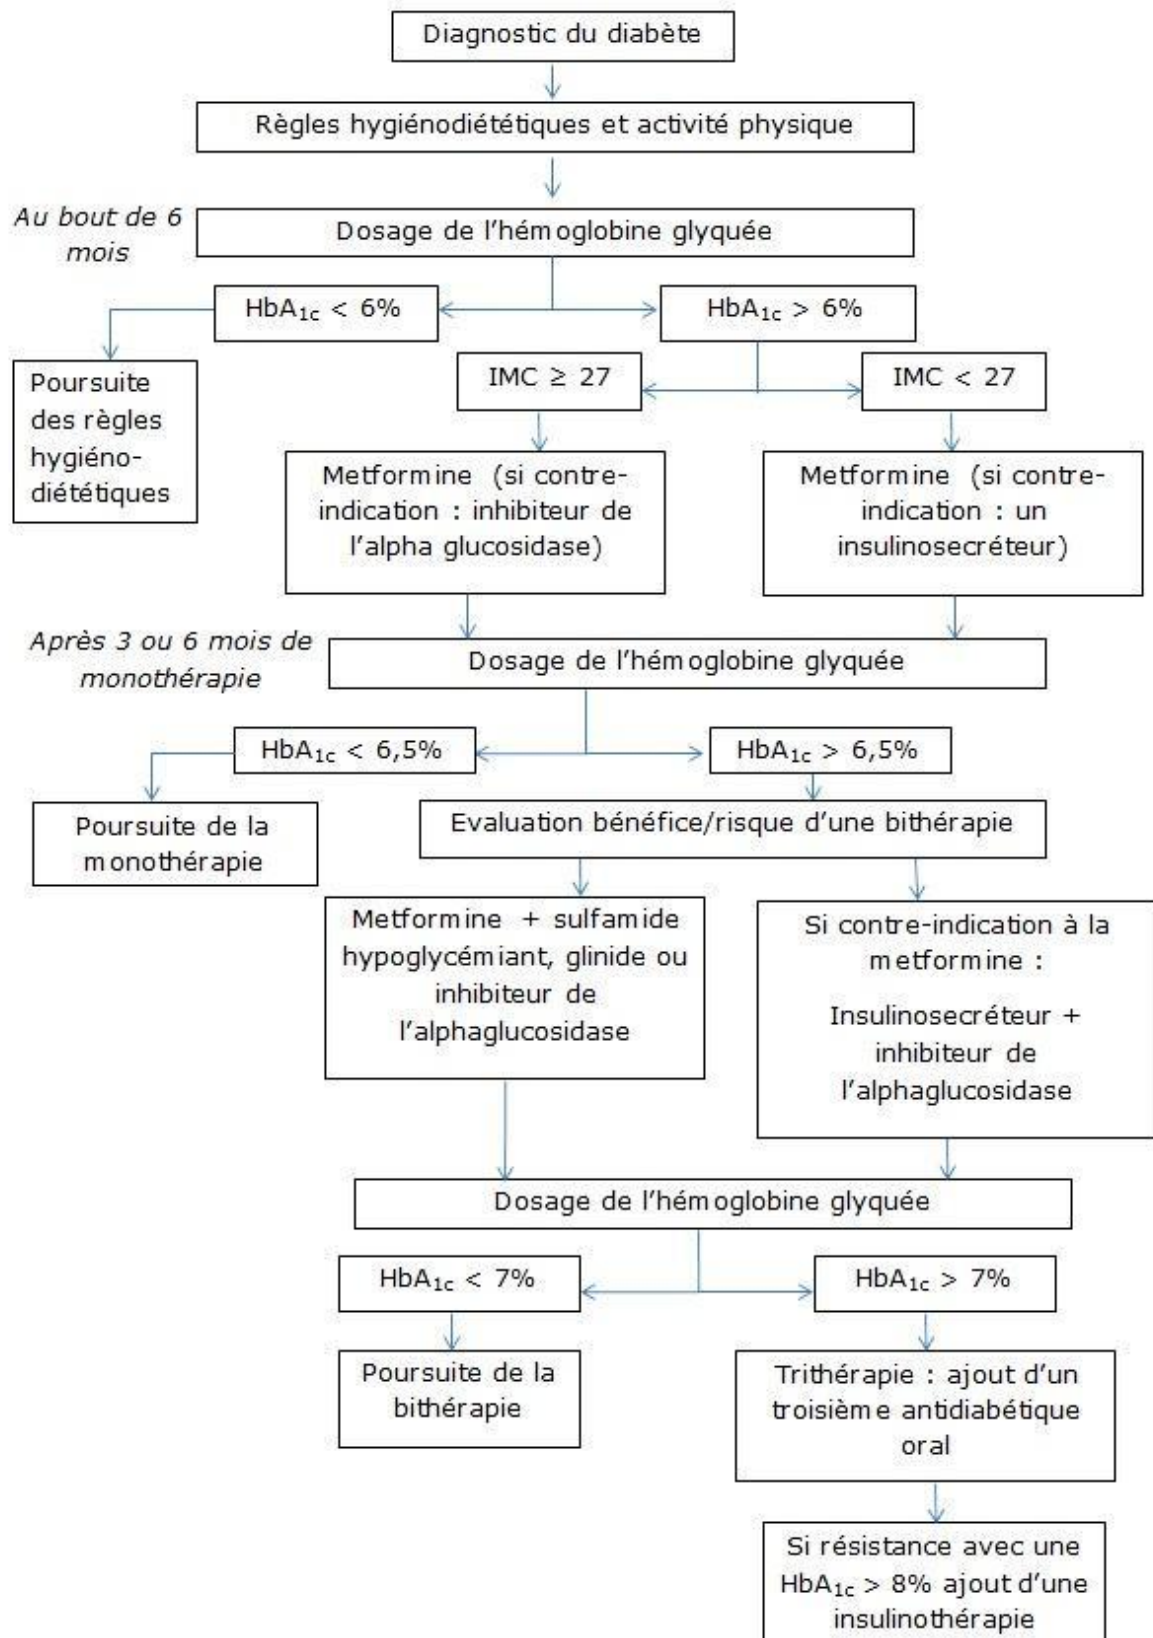 Diagnostic du diabète
Règles hygiénodiététiques et activité physique
Au bout de 6
mois
Dosage de l'hémoglobine glyquée
HbA1c < 6%
HbA1c > 6%
IMC ≥ 27
IMC < 27
Poursuite
des règles
hygiéno-
diététiques
Metformine (si contre-
indication : inhibiteur de
l'alpha glucosidase)
Metformine (si contre-
indication : un
insulinosecréteur)
Après 3 ou 6 mois de
monothérapie
Dosage de l'hémoglobine glyquée
HbA1c < 6,5%
HbA1c > 6,5%
Poursuite de la
monothérapie
Evaluation bénéfice/risque d'une bithérapie
Metformine + sulfamide
hypoglycémiant, glinide ou
inhibiteur de
l'alphaglucosidase
Si contre-indication à la
metformine :
Insulinosecréteur +
inhibiteur de
l'alphaglucosidase
Dosage de l'hémoglobine glyquée
HbA1c < 7%
HbA1c > 7%
Poursuite de la
bithérapie
Trithérapie : ajout d'un
troisième antidiabétique
oral
Si résistance avec une
HbA1c > 8% ajout d'une
insulinothérapie